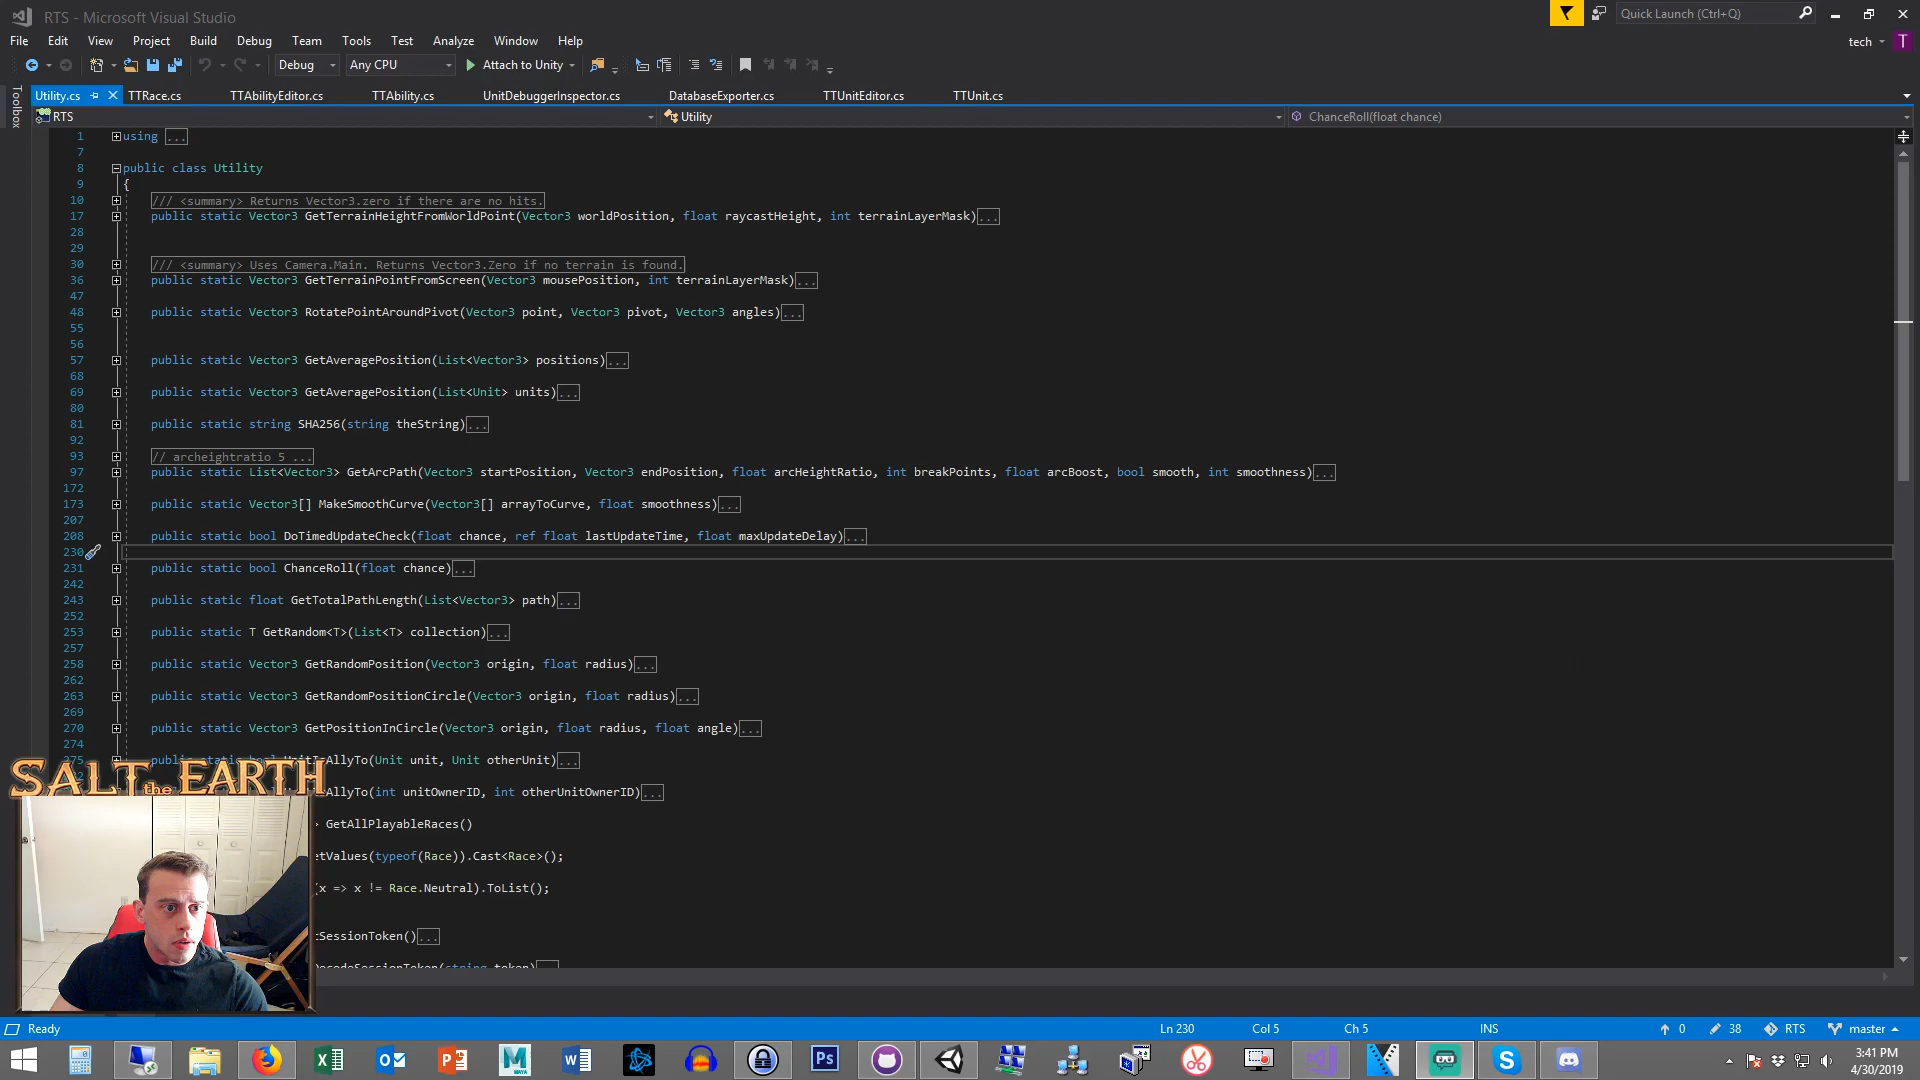 RTS - Microsoft Visual Studio
Quick Launch (Ctrl+Q)
File Edit View Project Build Debug Team Tools Test Analyze Window Help
tech T
Debug Any CPU Attach to Unity
Toolbox
Utility.cs TTRace.cs TTAbilityEditor.cs TTAbility.cs UnitDebuggerInspector.cs DatabaseExporter.cs TTUnitEditor.cs TTUnit.cs
RTS Utility ChanceRoll(float chance)
1 using ...
7
8 public class Utility
9 {
10 /// <summary> Returns Vector3.zero if there are no hits.
17 public static Vector3 GetTerrainHeightFromWorldPoint(Vector3 worldPosition, float raycastHeight, int terrainLayerMask)...
28
29
30 /// <summary> Uses Camera.Main. Returns Vector3.Zero if no terrain is found.
36 public static Vector3 GetTerrainPointFromScreen(Vector3 mousePosition, int terrainLayerMask)...
47
48 public static Vector3 RotatePointAroundPivot(Vector3 point, Vector3 pivot, Vector3 angles)...
55
56
57 public static Vector3 GetAveragePosition(List<Vector3> positions)...
68
69 public static Vector3 GetAveragePosition(List<Unit> units)...
80
81 public static string SHA256(string theString)...
92
93 // archeightratio 5 ...
97 public static List<Vector3> GetArcPath(Vector3 startPosition, Vector3 endPosition, float arcHeightRatio, int breakPoints, float arcBoost, bool smooth, int smoothness)...
172
173 public static Vector3[] MakeSmoothCurve(Vector3[] arrayToCurve, float smoothness)...
207
208 public static bool DoTimedUpdateCheck(float chance, ref float lastUpdateTime, float maxUpdateDelay)...
230
231 public static bool ChanceRoll(float chance)...
242
243 public static float GetTotalPathLength(List<Vector3> path)...
252
253 public static T GetRandom<T>(List<T> collection)...
257
258 public static Vector3 GetRandomPosition(Vector3 origin, float radius)...
262
263 public static Vector3 GetRandomPositionCircle(Vector3 origin, float radius)...
269
270 public static Vector3 GetPositionInCircle(Vector3 origin, float radius, float angle)...
274
275 public static bool UnitIsAllyTo(Unit unit, Unit otherUnit)...
SALT the EARTH
AllyTo(int unitOwnerID, int otherUnitOwnerID)...
> GetAllPlayableRaces()
etValues(typeof(Race)).Cast<Race>();
(x => x != Race.Neutral).ToList();
tSessionToken()...
DecodeSessionToken(string token)...
Ready Ln 230 Col 5 Ch 5 INS 0 38 RTS master
3:41 PM
4/30/2019